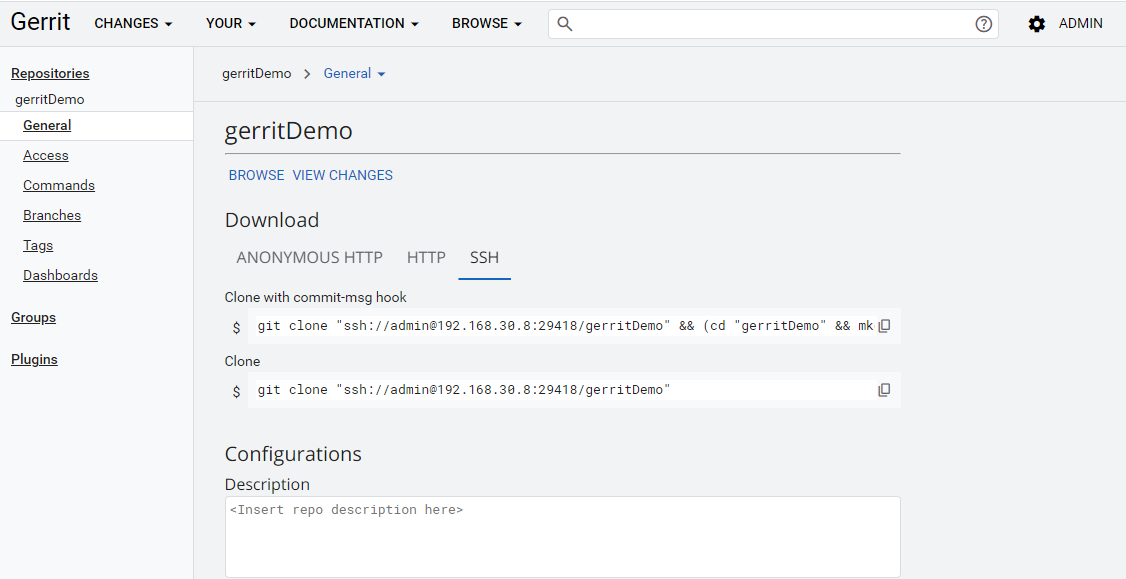 Gerrit CHANGES YOUR DOCUMENTATION BROWSE ADMIN
Repositories
gerritDemo
General
Access
Commands
Branches
Tags
Dashboards
Groups
Plugins
gerritDemo General
gerritDemo
BROWSE VIEW CHANGES
Download
ANONYMOUS HTTP HTTP SSH
Clone with commit-msg hook
$ git clone "ssh://admin@192.168.30.8:29418/gerritDemo" && (cd "gerritDemo" && mk
Clone
$ git clone "ssh://admin@192.168.30.8:29418/gerritDemo"
Configurations
Description
<Insert repo description here>